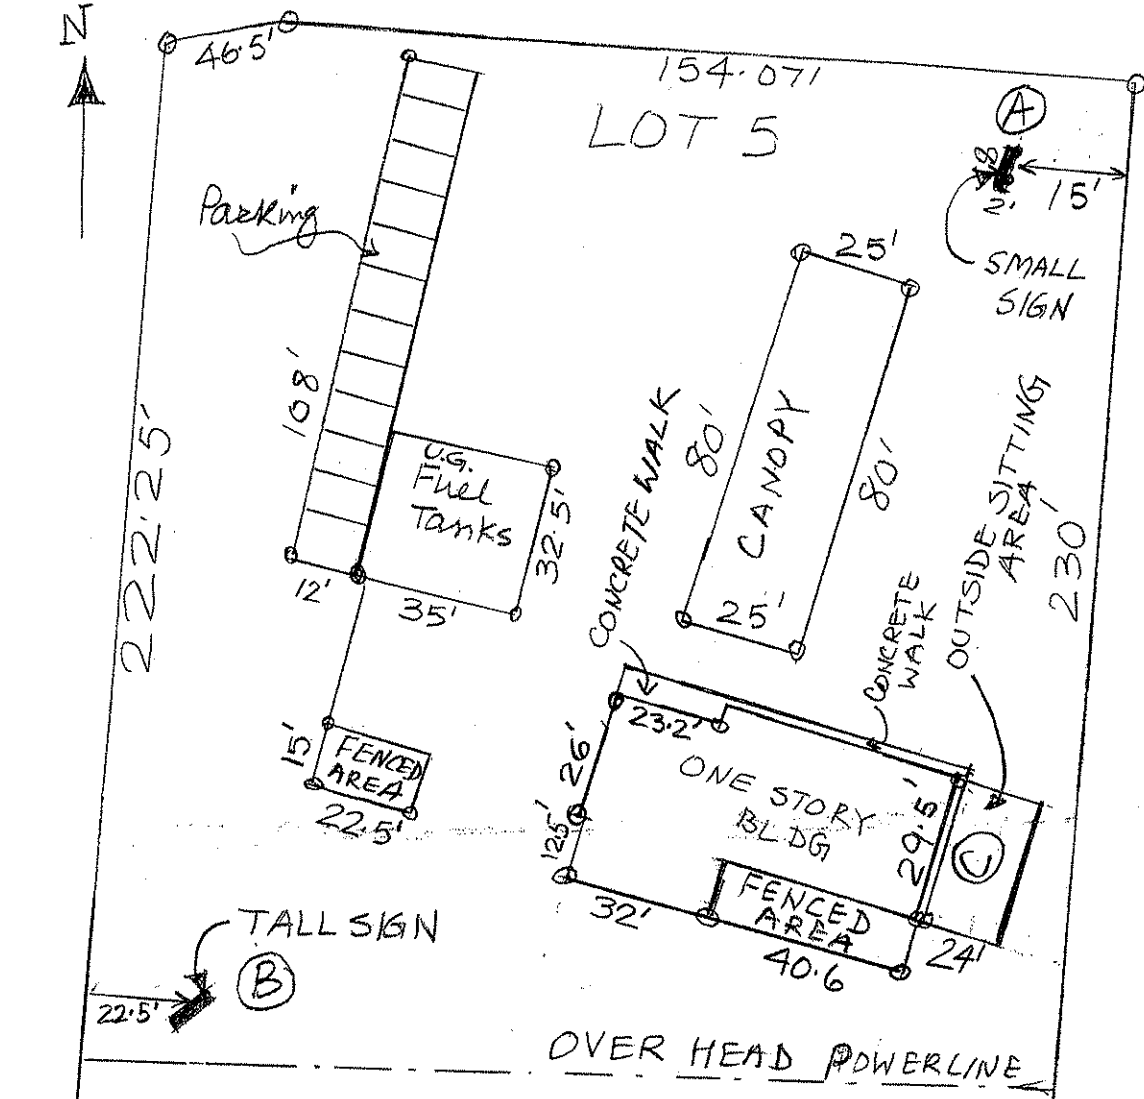 N
46.5'
154.071
LOT 5
A
8
2'
15'
SMALL
SIGN
Parking
25'
108'
80'
CANOPY
80'
25'
CONCRETE WALK
U.G.
Fuel
Tanks
32.5'
12'
35'
222.25'
230'
OUTSIDE SITTING
AREA
CONCRETE
WALK
15'
FENCED
AREA
22.5'
23.2'
26'
12.5'
ONE STORY
BLDG
29.5'
C
FENCED
AREA
32'
40.6
24'
TALL SIGN
B
22.5'
OVER HEAD POWERLINE